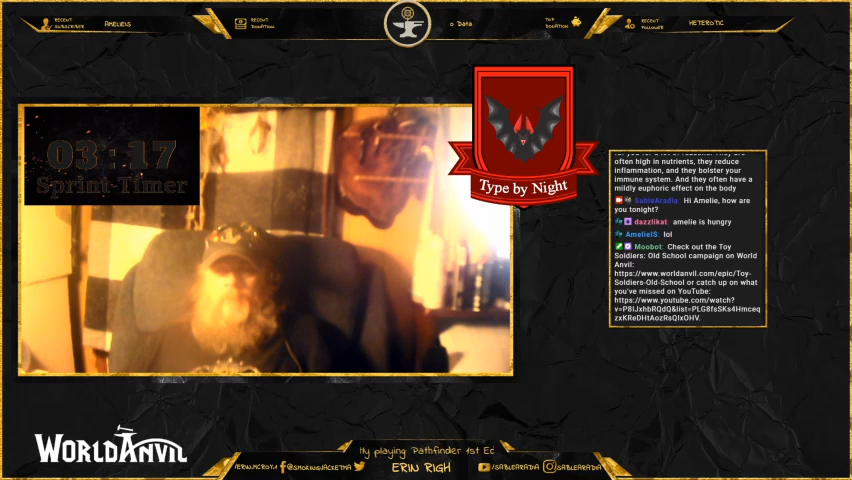 RECENT SUBSCRIBER
AMELIEIS
RECENT DONATION
0 Data
TOP DONATION
RECENT FOLLOWER
HETEROTIC
03:17
Sprint Timer
Type by Night
often high in nutrients, they reduce
inflammation, and they bolster your
immune system. And they often have a
mildly euphoric effect on the body
SableAradia: Hi Amelie, how are
you tonight?
dazzlikat: amelie is hungry
AmelieIS: lol
Moobot: Check out the Toy
Soldiers: Old School campaign on World
Anvil:
https://www.worldanvil.com/epic/Toy-
Soldiers-Old-School or catch up on what
you've missed on YouTube:
https://www.youtube.com/watch?
WORLDANVIL
ly playing Pathfinder 1st Ed
ERIN RIGH
/ERIN.MCROY.1
@SMOKINGJACKETMA
/SABLEARADIA
/SABLEARADIA